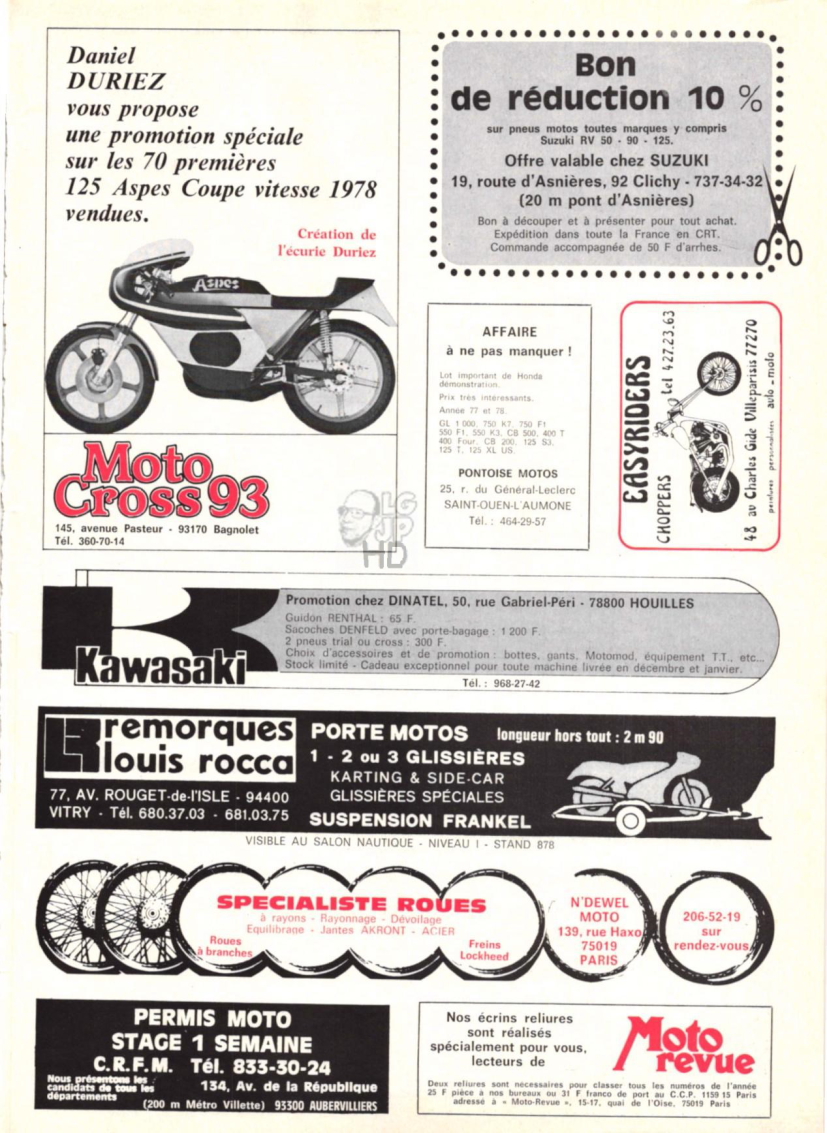 Daniel
DURIEZ
vous propose
une promotion spéciale
sur les 70 premières
125 Aspes Coupe vitesse 1978
vendues.
Création de
l'écurie Duriez
Aspes
Moto
Cross 93
145, avenue Pasteur - 93170 Bagnolet
Tél. 360-70-14
LG
JP
HD
Bon
de réduction 10 %
sur pneus motos toutes marques y compris
Suzuki RV 50 - 90 - 125.
Offre valable chez SUZUKI
19, route d'Asnières, 92 Clichy - 737-34-32
(20 m pont d'Asnières)
Bon à découper et à présenter pour tout achat.
Expédition dans toute la France en CRT.
Commande accompagnée de 50 F d'arrhes.
AFFAIRE
à ne pas manquer !
Lot important de Honda
démonstration.
Prix très intéressants.
Année 77 et 78.
GL 1 000, 750 K7, 750 F1
550 F1, 550 K3, CB 500, 400 T
400 Four, CB 200, 125 S3,
125 T, 125 XL US.
PONTOISE MOTOS
25, r. du Général-Leclerc
SAINT-OUEN-L'AUMONE
Tél. : 464-29-57
EASYRIDERS
CHOPPERS tel 427.23.63
48 av Charles Gide Villeparisis 77270
peintures personnalisées auto - moto
Kawasaki
Promotion chez DINATEL, 50, rue Gabriel-Péri - 78800 HOUILLES
Guidon RENTHAL : 65 F.
Sacoches DENFELD avec porte-bagage : 1 200 F.
2 pneus trial ou cross : 300 F.
Choix d'accessoires et de promotion : bottes, gants, Motomod, équipement T.T., etc...
Stock limité - Cadeau exceptionnel pour toute machine livrée en décembre et janvier.
Tél. : 968-27-42
remorques
louis rocca
77, AV. ROUGET-de-l'ISLE - 94400
VITRY - Tél. 680.37.03 - 681.03.75
PORTE MOTOS longueur hors tout : 2 m 90
1 - 2 ou 3 GLISSIÈRES
KARTING & SIDE-CAR
GLISSIÈRES SPÉCIALES
SUSPENSION FRANKEL
VISIBLE AU SALON NAUTIQUE - NIVEAU I - STAND 878
SPECIALISTE ROUES
à rayons - Rayonnage - Dévoilage
Equilibrage - Jantes AKRONT - ACIER
Roues
à branches
Freins
Lockheed
N'DEWEL
MOTO
139, rue Haxo
75019
PARIS
206-52-19
sur
rendez-vous
PERMIS MOTO
STAGE 1 SEMAINE
C.R.F.M. Tél. 833-30-24
Nous présentons les
candidats de tous les
départements
134, Av. de la République
(200 m Métro Villette) 93300 AUBERVILLIERS
Nos écrins reliures
sont réalisés
spécialement pour vous,
lecteurs de
Moto
revue
Deux reliures sont nécessaires pour classer tous les numéros de l'année
25 F pièce à nos bureaux ou 31 F franco de port au C.C.P. 1159 15 Paris
adressé à « Moto-Revue », 15-17, quai de l'Oise, 75019 Paris